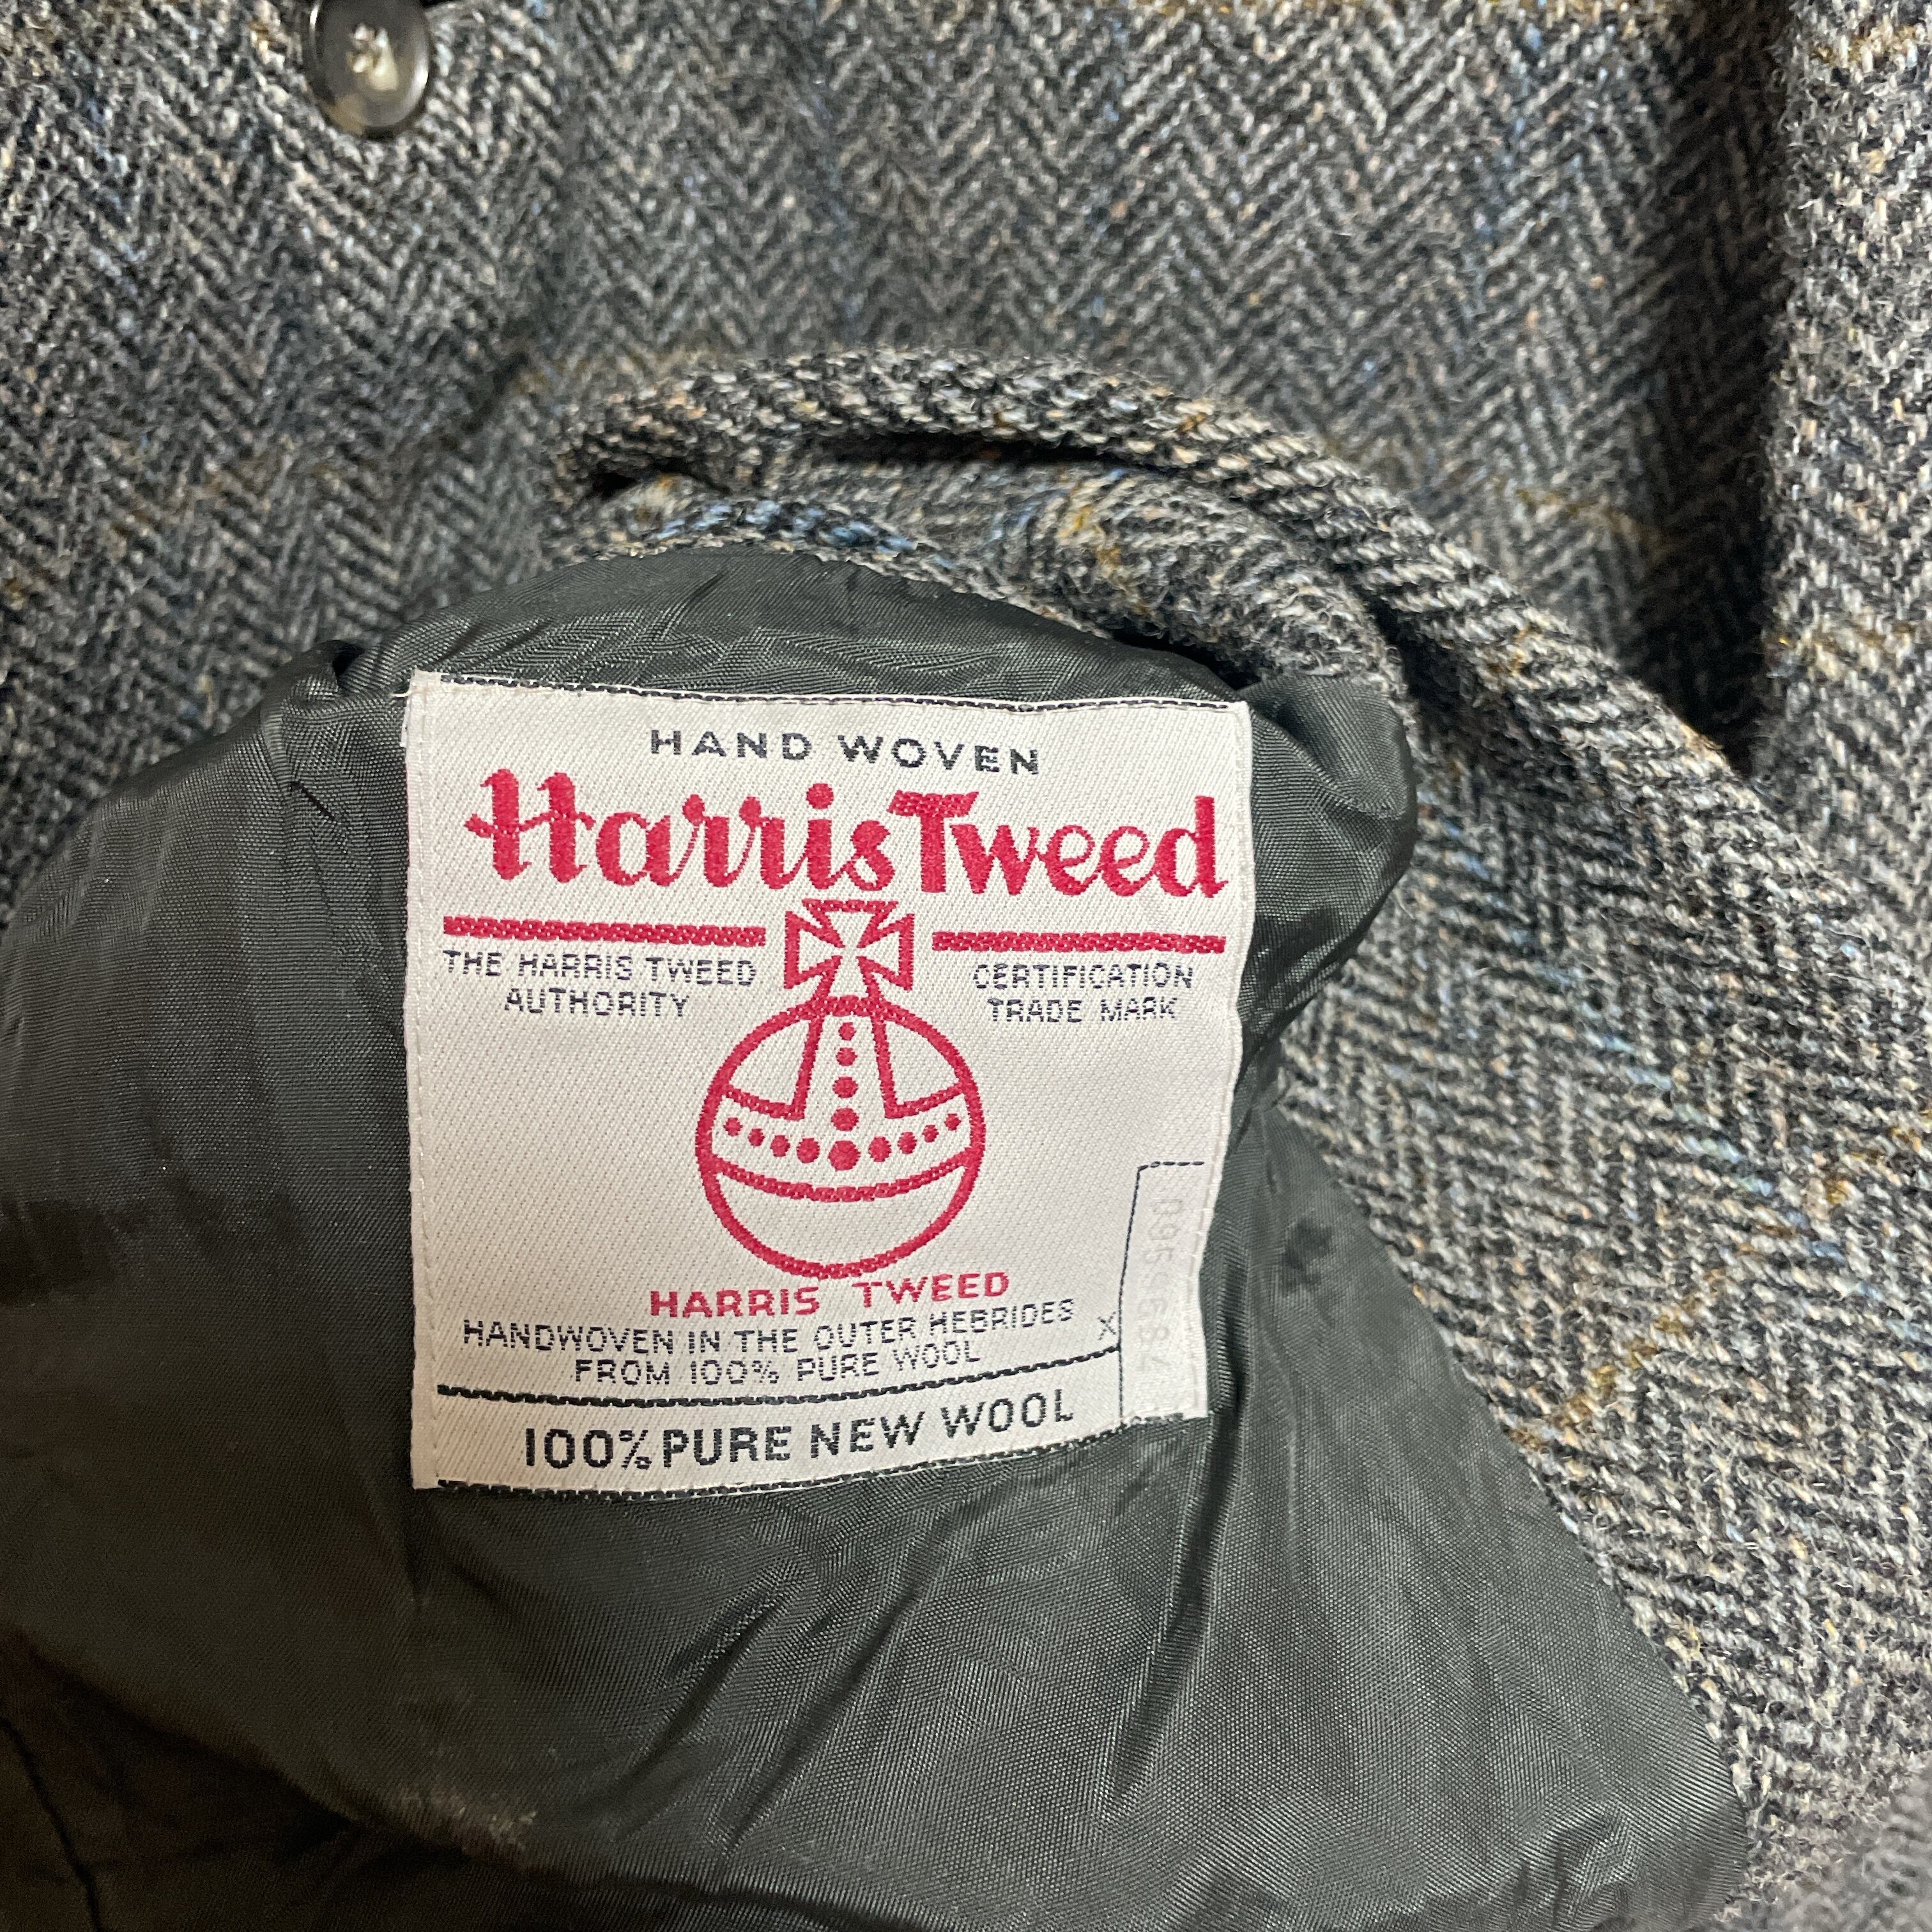 HAND WOVEN
Harris Tweed
THE HARRIS TWEED
AUTHORITY
CERTIFICATION
TRADE MARK
HARRIS TWEED
HANDWOVEN IN THE OUTER HEBRIDES
FROM 100% PURE WOOL
X
100% PURE NEW WOOL